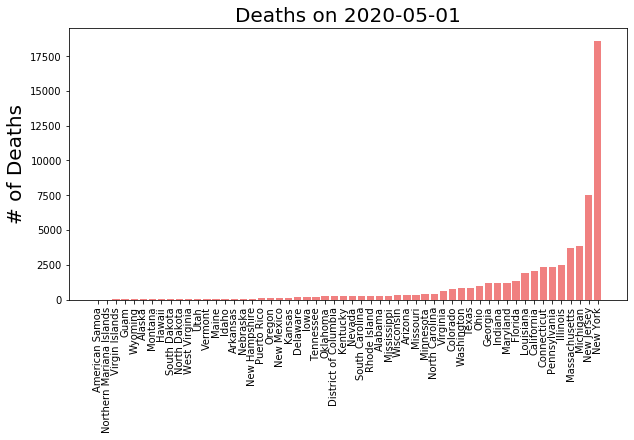 Deaths on 2020-05-01
# of Deaths
17500
15000
12500
10000
7500
5000
2500
0
American Samoa
Northern Mariana Islands
Virgin Islands
Guam
Wyoming
Alaska
Montana
Hawaii
South Dakota
North Dakota
West Virginia
Utah
Vermont
Maine
Idaho
Arkansas
Nebraska
New Hampshire
Puerto Rico
Oregon
New Mexico
Kansas
Delaware
Iowa
Tennessee
Oklahoma
District of Columbia
Kentucky
Nevada
South Carolina
Rhode Island
Alabama
Mississippi
Wisconsin
Arizona
Missouri
Minnesota
North Carolina
Virginia
Colorado
Washington
Texas
Ohio
Georgia
Indiana
Maryland
Florida
Louisiana
California
Connecticut
Pennsylvania
Illinois
Massachusetts
Michigan
New Jersey
New York